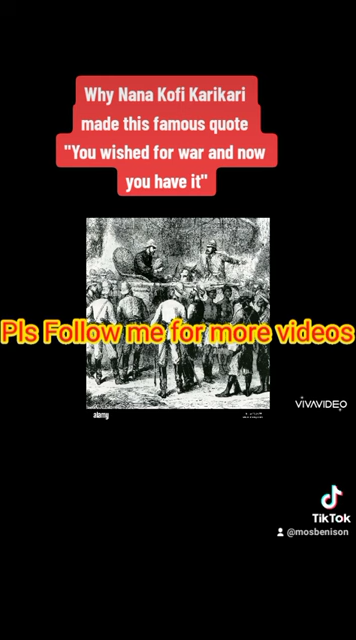 Why Nana Kofi Karikari
made this famous quote
"You wished for war and now
you have it"
Pls Follow me for more videos
alamy
VIVAVIDEO
TikTok
@mosbenison